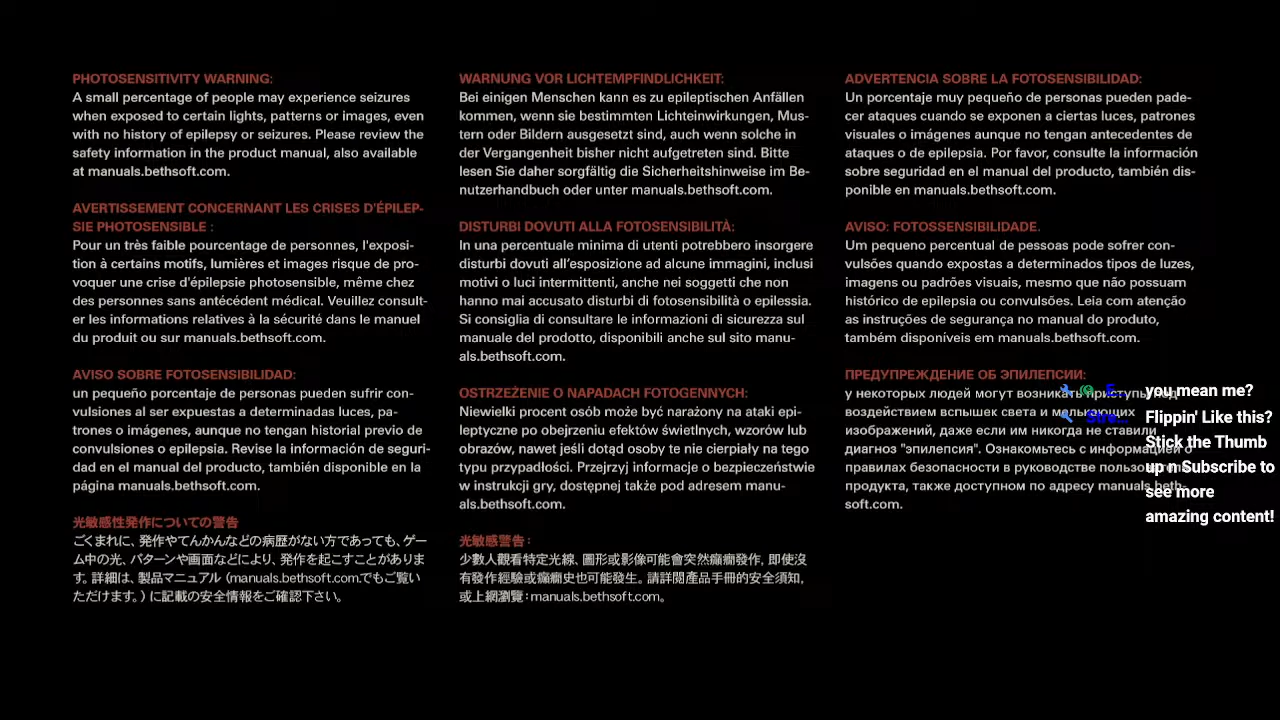 PHOTOSENSITIVITY WARNING:
A small percentage of people may experience seizures
when exposed to certain lights, patterns or images, even
with no history of epilepsy or seizures. Please review the
safety information in the product manual, also available
at manuals.bethsoft.com.
AVERTISSEMENT CONCERNANT LES CRISES D'ÉPILEP-
SIE PHOTOSENSIBLE :
Pour un très faible pourcentage de personnes, l'exposi-
tion à certains motifs, lumières et images risque de pro-
voquer une crise d'épilepsie photosensible, même chez
des personnes sans antécédent médical. Veuillez consult-
er les informations relatives à la sécurité dans le manuel
du produit ou sur manuals.bethsoft.com.
AVISO SOBRE FOTOSENSIBILIDAD:
un pequeño porcentaje de personas pueden sufrir con-
vulsiones al ser expuestas a determinadas luces, pa-
trones o imágenes, aunque no tengan historial previo de
convulsiones o epilepsia. Revise la información de seguri-
dad en el manual del producto, también disponible en la
página manuals.bethsoft.com.
光敏感性発作についての警告
ごくまれに、発作やてんかんなどの病歴がない方であっても、ゲー
ム中の光、パターンや画面などにより、発作を起こすことがありま
す。詳細は、製品マニュアル（manuals.bethsoft.comでもご覧い
ただけます。）に記載の安全情報をご確認下さい。
WARNUNG VOR LICHTEMPFINDLICHKEIT:
Bei einigen Menschen kann es zu epileptischen Anfällen
kommen, wenn sie bestimmten Lichteinwirkungen, Mus-
tern oder Bildern ausgesetzt sind, auch wenn solche in
der Vergangenheit bisher nicht aufgetreten sind. Bitte
lesen Sie daher sorgfältig die Sicherheitshinweise im Be-
nutzerhandbuch oder unter manuals.bethsoft.com.
DISTURBI DOVUTI ALLA FOTOSENSIBILITÀ:
In una percentuale minima di utenti potrebbero insorgere
disturbi dovuti all’esposizione ad alcune immagini, inclusi
motivi o luci intermittenti, anche nei soggetti che non
hanno mai accusato disturbi di fotosensibilità o epilessia.
Si consiglia di consultare le informazioni di sicurezza sul
manuale del prodotto, disponibili anche sul sito manu-
als.bethsoft.com.
OSTRZEŻENIE O NAPADACH FOTOGENNYCH:
Niewielki procent osób może być narażony na ataki epi-
leptyczne po obejrzeniu efektów świetlnych, wzorów lub
obrazów, nawet jeśli dotąd osoby te nie cierpiały na tego
typu przypadłości. Przejrzyj informacje o bezpieczeństwie
w instrukcji gry, dostępnej także pod adresem manu-
als.bethsoft.com.
光敏感警告：
少數人觀看特定光線、圖形或影像可能會突然癲癇發作，即使沒
有發作經驗或癲癇史也可能發生。請詳閱產品手冊的安全須知，
或上網瀏覽：manuals.bethsoft.com。
ADVERTENCIA SOBRE LA FOTOSENSIBILIDAD:
Un porcentaje muy pequeño de personas pueden pade-
cer ataques cuando se exponen a ciertas luces, patrones
visuales o imágenes aunque no tengan antecedentes de
ataques o de epilepsia. Por favor, consulte la información
sobre seguridad en el manual del producto, también dis-
ponible en manuals.bethsoft.com.
AVISO: FOTOSSENSIBILIDADE.
Um pequeno percentual de pessoas pode sofrer con-
vulsões quando expostas a determinados tipos de luzes,
imagens ou padrões visuais, mesmo que não possuam
histórico de epilepsia ou convulsões. Leia com atenção
as instruções de segurança no manual do produto,
também disponíveis em manuals.bethsoft.com.
ПРЕДУПРЕЖДЕНИЕ ОБ ЭПИЛЕПСИИ:
у некоторых людей могут возникать приступы под
воздействием вспышек света и мелькающих
изображений, даже если им никогда не ставили
диагноз "эпилепсия". Ознакомьтесь с информацией о
правилах безопасности в руководстве пользователя
продукта, также доступном по адресу manuals.beth-
soft.com.
E... you mean me?
Stre... Flippin' Like this?
Stick the Thumb
up n Subscribe to
see more
amazing content!